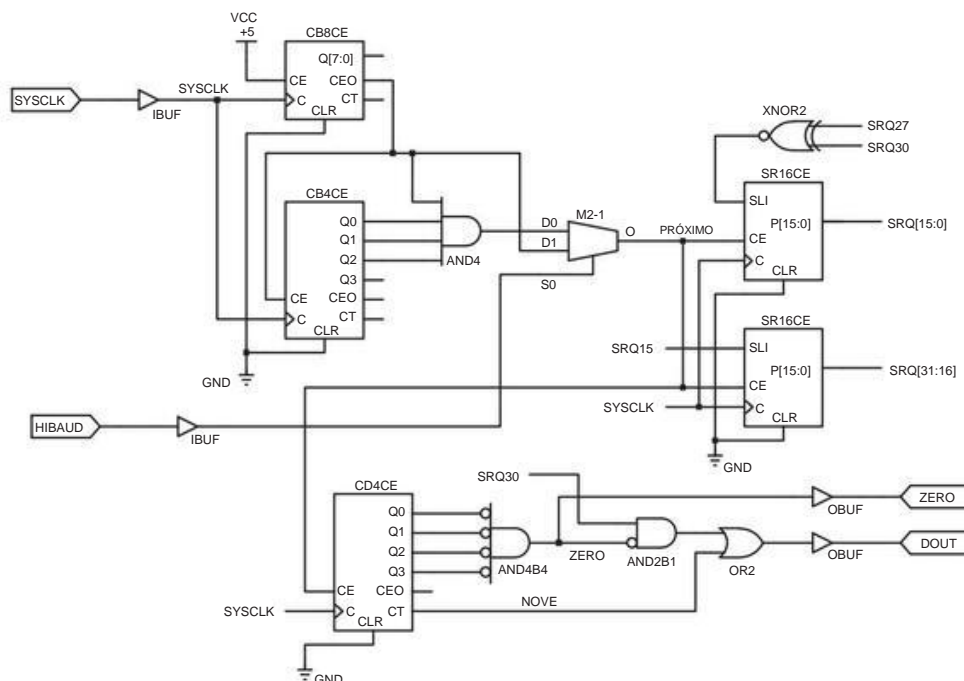 VCC
+5
CB8CE
Q[7:0]
CE
CEO
SYSCLK
SYSCLK
C
CT
IBUF
CLR
XNOR2
SRQ27
SRQ30
CB4CE
SR16CE
SLI
Q0
M2-1
P[15:0]
SRQ[15:0]
D0
O
PRÓXIMO
Q1
CE
D1
Q2
AND4
C
Q3
S0
CLR
CE
CEO
C
CT
SR16CE
CLR
SRQ15
SLI
P[15:0]
SRQ[31:16]
GND
CE
SYSCLK
C
HIBAUD
CLR
IBUF
GND
SRQ30
CD4CE
ZERO
Q0
OBUF
Q1
DOUT
Q2
ZERO
AND2B1
OBUF
Q3
AND4B4
OR2
CE
CEO
NOVE
SYSCLK
C
CT
CLR
GND